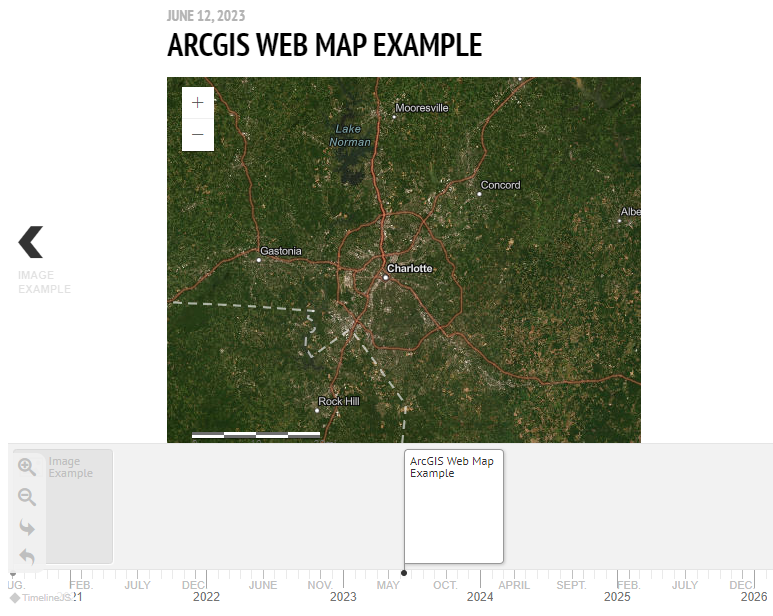 JUNE 12, 2023
ARCGIS WEB MAP EXAMPLE
+
−
Mooresville
Lake
Norman
Concord
Albe
Gastonia
Charlotte
Rock Hill
IMAGE
EXAMPLE
Image
Example
ArcGIS Web Map
Example
UG. FEB. JULY DEC. JUNE NOV. MAY OCT. APRIL SEPT. FEB. JULY DEC.
21 2022 2023 2024 2025 2026
TimelineJS